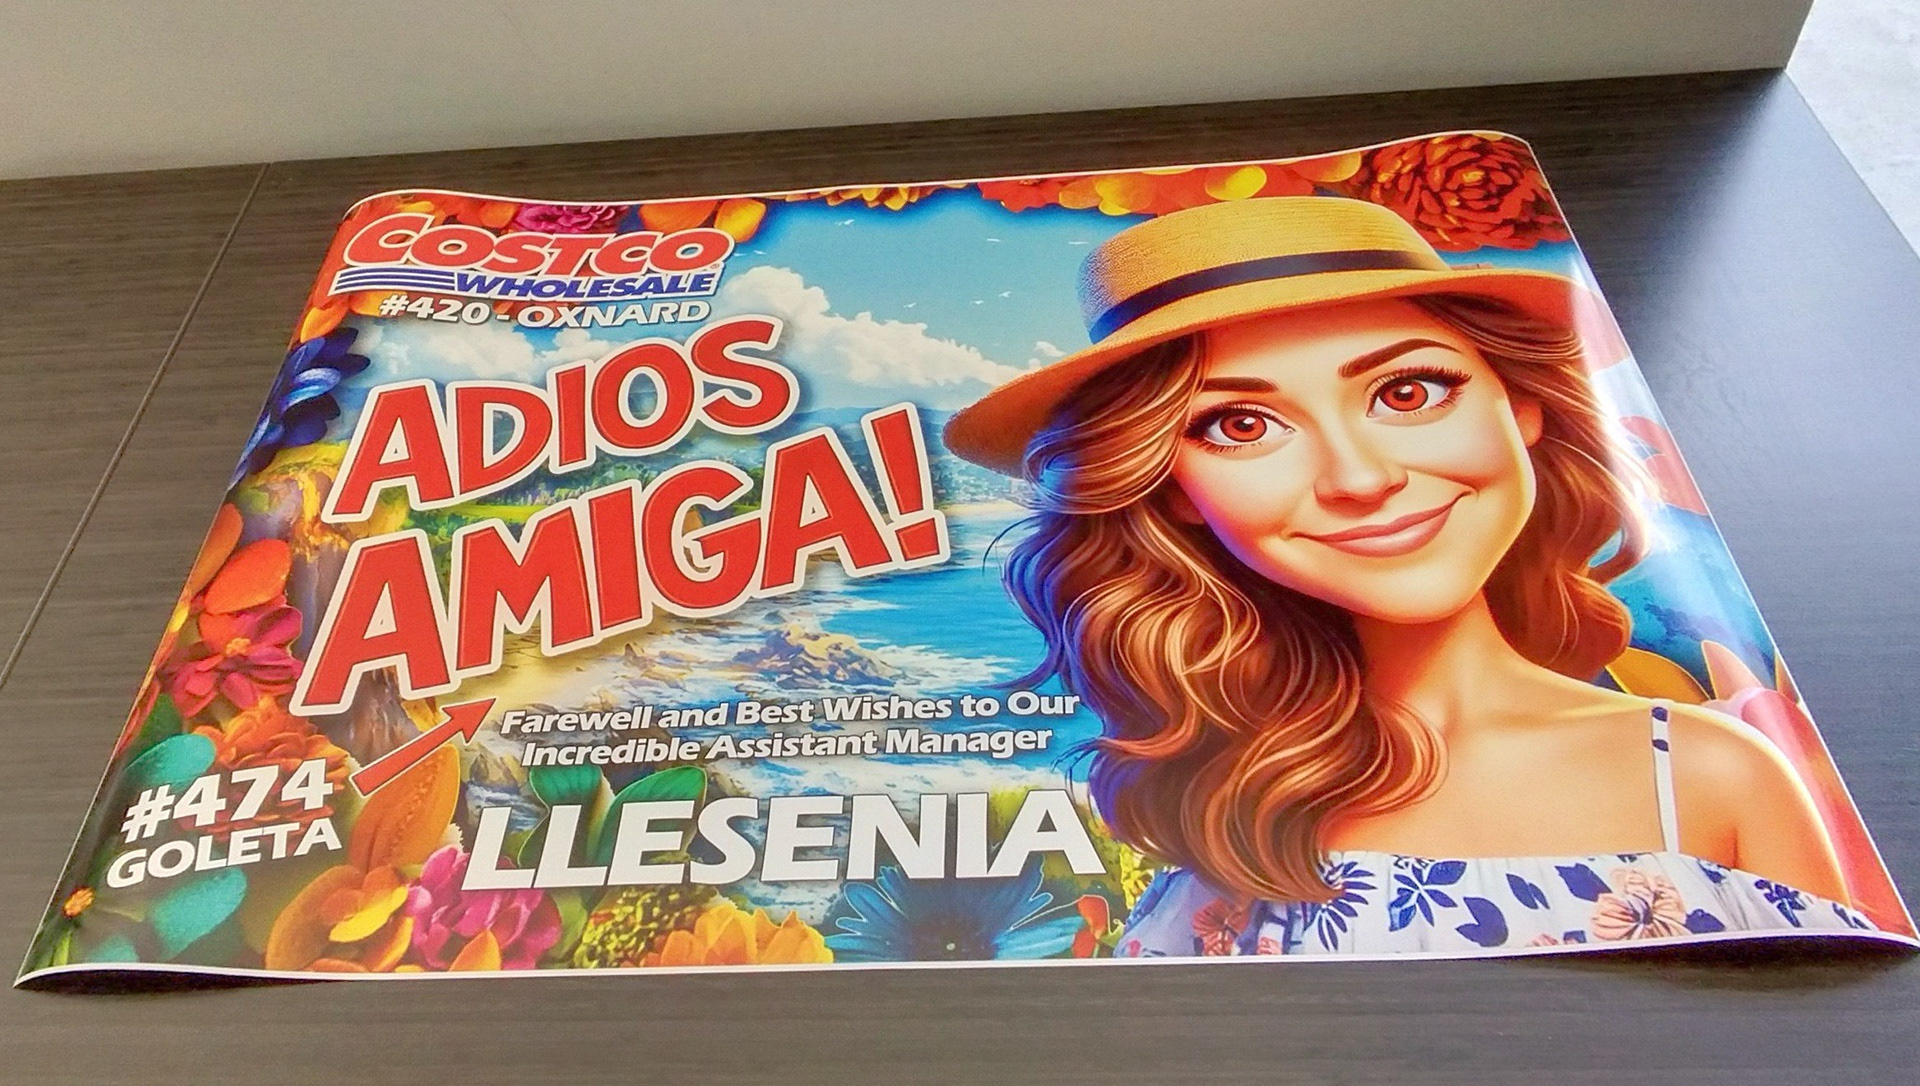 COSTCO
WHOLESALE
#420 - OXNARD
ADIOS
AMIGA!
Farewell and Best Wishes to Our
Incredible Assistant Manager
#474
GOLETA
LLESENIA